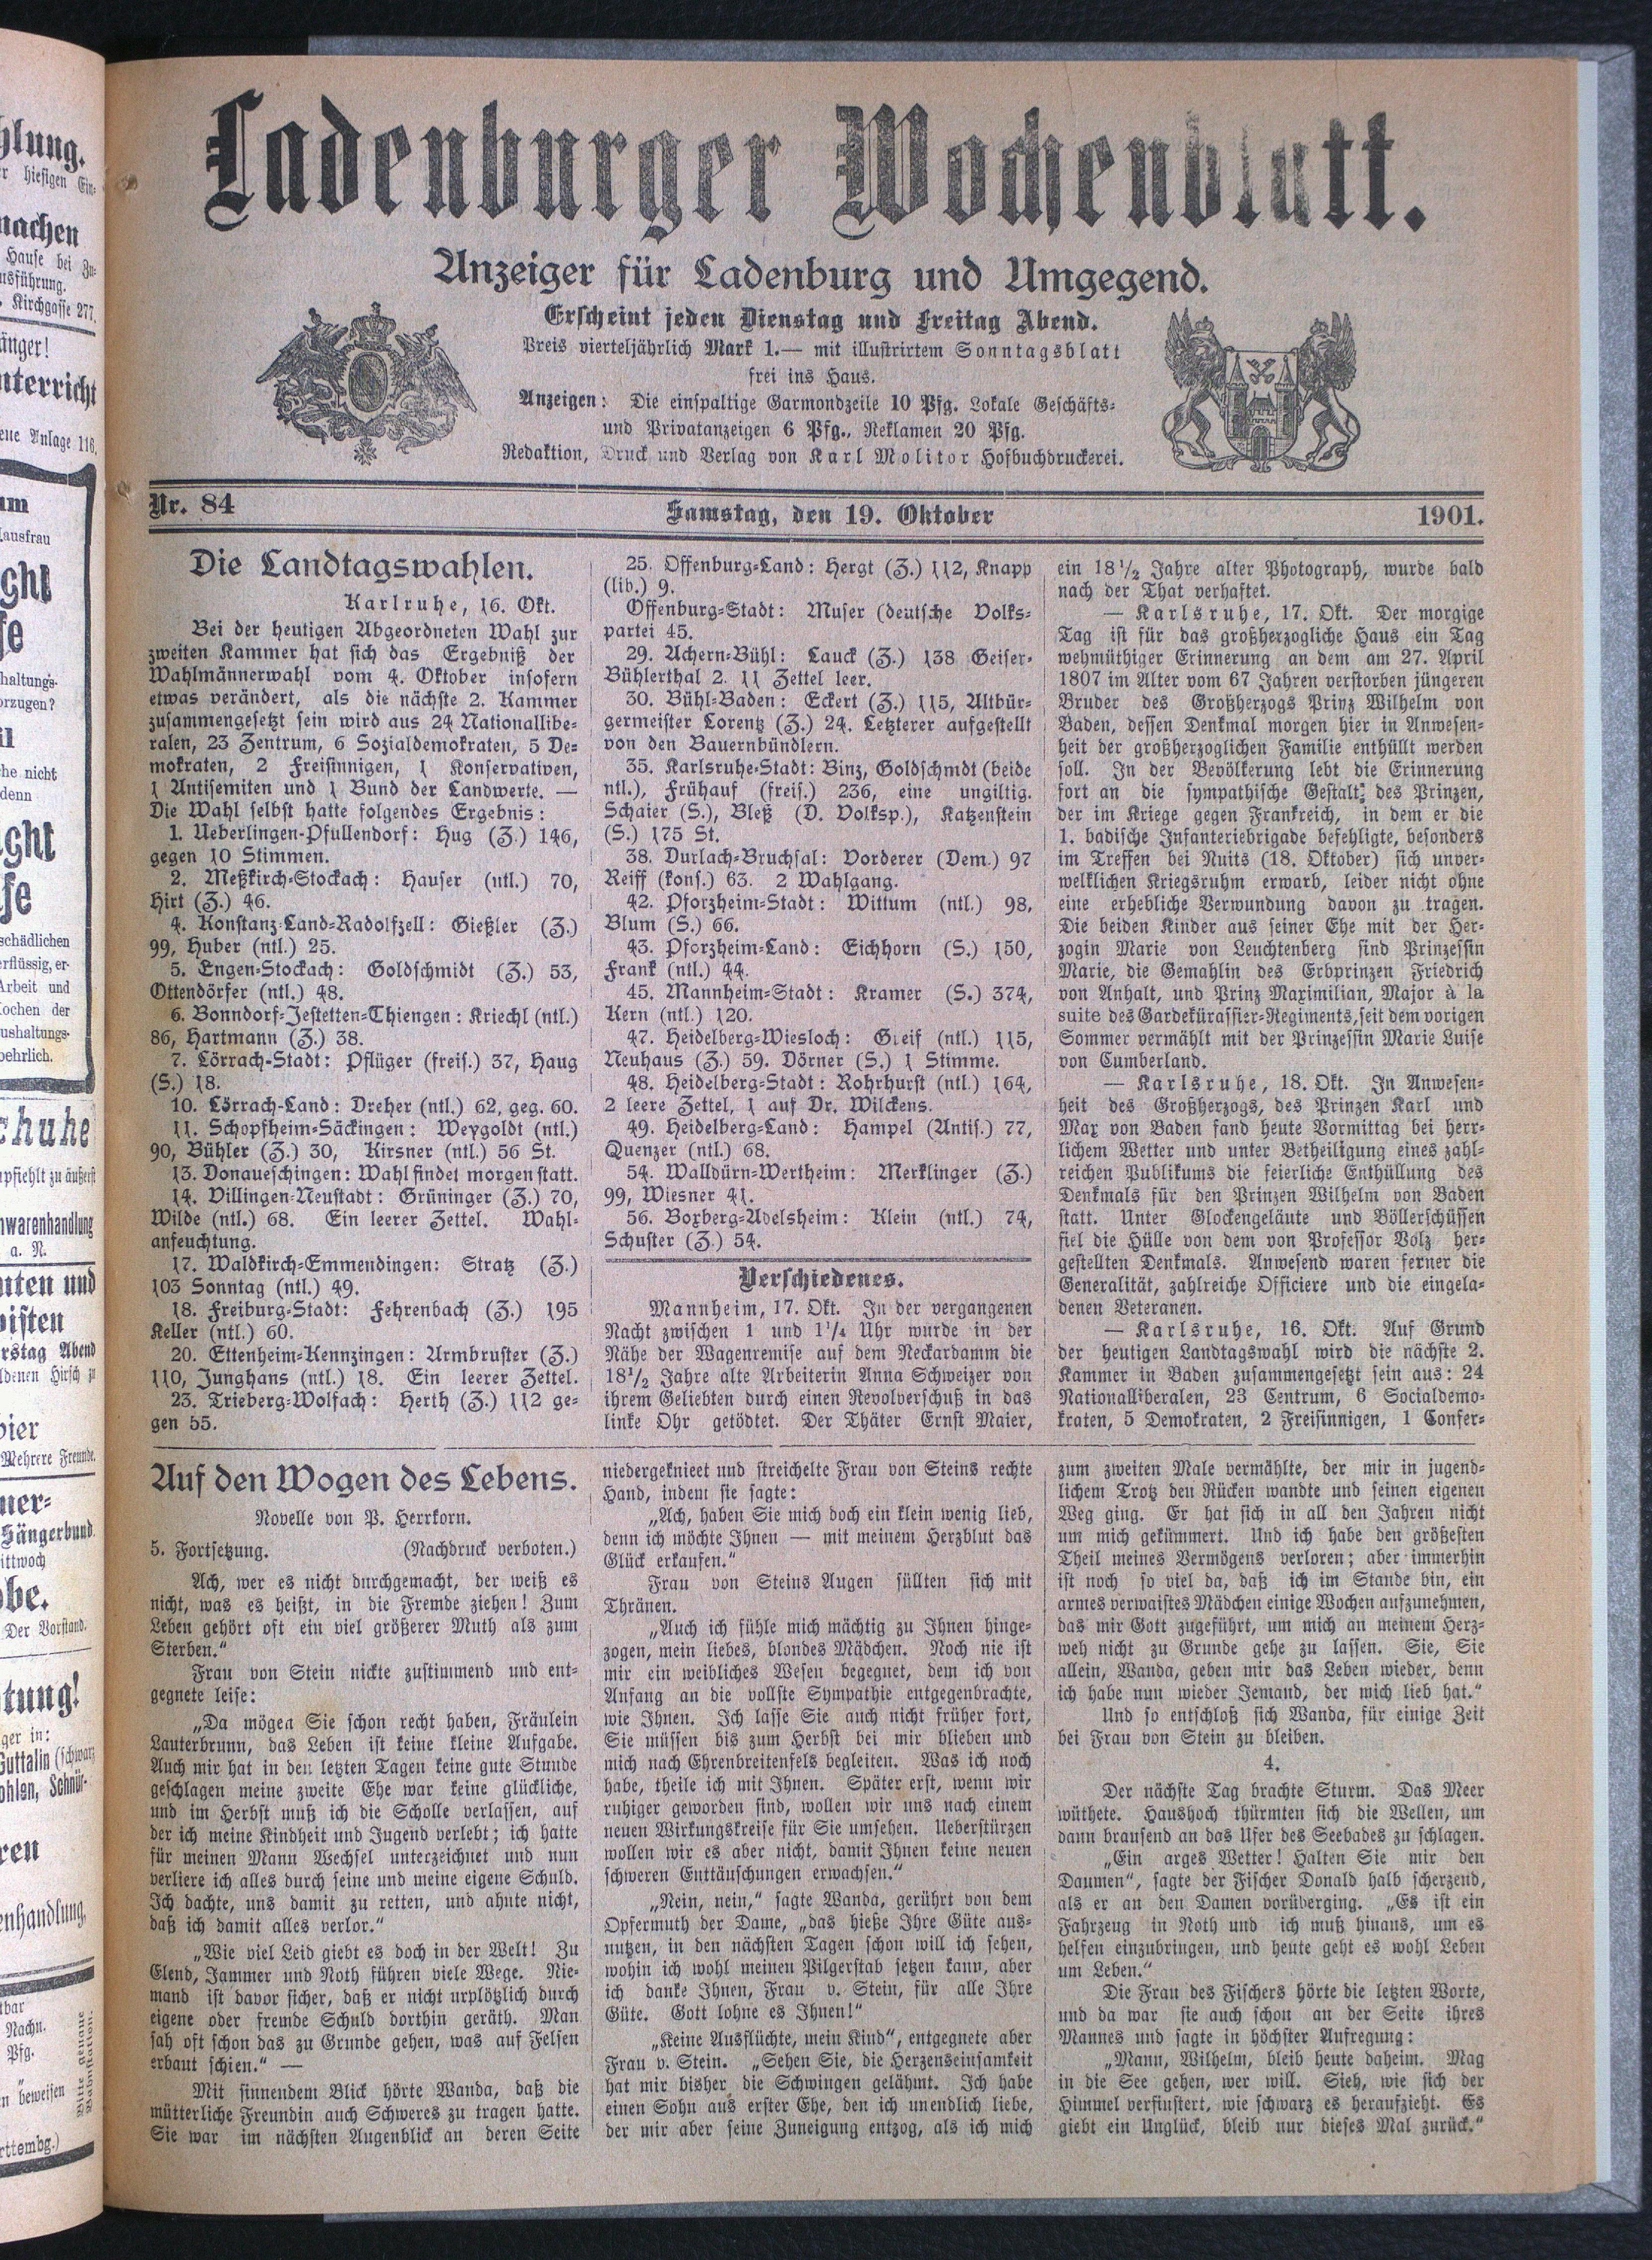 Ladenburger Wochenblatt.
Anzeiger für Ladenburg und Umgegend.
Erscheint jeden Dienstag und Freitag Abend.
Preis vierteljährlich Mark 1.— mit illustrirtem Sonntagsblatt
frei ins Haus.
Anzeigen: Die einspaltige Garmondzeile 10 Pfg. Lokale Geschäfts-
und Privatanzeigen 6 Pfg., Reklamen 20 Pfg.
Redaktion, Druck und Verlag von Karl Molitor Hofbuchdruckerei.
Nr. 84
Samstag, den 19. Oktober
1901.
Die Landtagswahlen.
Karlruhe, 16. Okt.
Bei der heutigen Abgeordneten Wahl zur
zweiten Kammer hat sich das Ergebniß der
Wahlmännerwahl vom 4. Oktober insofern
etwas verändert, als die nächste 2. Kammer
zusammengesetzt sein wird aus 24 Nationallibe-
ralen, 23 Zentrum, 6 Sozialdemokraten, 5 De-
mokraten, 2 Freisinnigen, 1 Konservativen,
1 Antisemiten und 1 Bund der Landwerte. —
Die Wahl selbst hatte folgendes Ergebnis:
1. Ueberlingen-Pfullendorf: Hug (Z.) 146,
gegen 10 Stimmen.
2. Meßkirch-Stockach: Hauser (ntl.) 70,
Hirt (Z.) 46.
4. Konstanz-Land-Radolfzell: Gießler (Z.)
99, Huber (ntl.) 25.
5. Engen-Stockach: Goldschmidt (Z.) 53,
Ottendörfer (ntl.) 48.
6. Bonndorf-Jestetten-Thiengen: Kriechl (ntl.)
86, Hartmann (Z.) 38.
7. Lörrach-Stadt: Pflüger (freis.) 37, Haug
(S.) 18.
10. Lörrach-Land: Dreher (ntl.) 62, geg. 60.
11. Schopfheim-Säckingen: Weygoldt (ntl.)
90, Bühler (Z.) 30, Kirsner (ntl.) 56 St.
13. Donaueschingen: Wahl findet morgen statt.
14. Villingen-Neustadt: Grüninger (Z.) 70,
Wilde (ntl.) 68. Ein leerer Zettel. Wahl-
anfeuchtung.
17. Waldkirch-Emmendingen: Stratz (Z.)
103 Sonntag (ntl.) 49.
18. Freiburg-Stadt: Fehrenbach (Z.) 195
Keller (ntl.) 60.
20. Ettenheim-Kennzingen: Armbruster (Z.)
110, Junghans (ntl.) 18. Ein leerer Zettel.
23. Trieberg-Wolfach: Herth (Z.) 112 ge-
gen 55.
25. Offenburg-Land: Hergt (Z.) 112, Knapp
(lib.) 9.
Offenburg-Stadt: Muser (deutsche Volks-
partei 45.
29. Achern-Bühl: Lauck (Z.) 138 Geiser-
Bühlerthal 2. 11 Zettel leer.
30. Bühl-Baden: Eckert (Z.) 115, Altbür-
germeister Lorentz (Z.) 24. Letzterer aufgestellt
von den Bauernbündlern.
35. Karlsruhe-Stadt: Binz, Goldschmdt (beide
ntl.), Frühauf (freis.) 236, eine ungiltig.
Schaier (S.), Bleß (D. Volksp.), Katzenstein
(S.) 175 St.
38. Durlach-Bruchsal: Vorderer (Dem.) 97
Reiff (kons.) 63. 2 Wahlgang.
42. Pforzheim-Stadt: Wittum (ntl.) 98,
Blum (S.) 66.
43. Pforzheim-Land: Eichhorn (S.) 150,
Frank (ntl.) 44.
45. Mannheim-Stadt: Kramer (S.) 374,
Kern (ntl.) 120.
47. Heidelberg-Wiesloch: Greif (ntl.) 115,
Neuhaus (Z.) 59. Dörner (S.) 1 Stimme.
48. Heidelberg-Stadt: Rohrhurst (ntl.) 164,
2 leere Zettel, 1 auf Dr. Wilckens.
49. Heidelberg-Land: Hampel (Antis.) 77,
Quenzer (ntl.) 68.
54. Walldürn-Wertheim: Merklinger (Z.)
99, Wiesner 41.
56. Boxberg-Adelsheim: Klein (ntl.) 74,
Schuster (Z.) 54.
Verschiedenes.
Mannheim, 17. Okt. In der vergangenen
Nacht zwischen 1 und 1¼ Uhr wurde in der
Nähe der Wagenremise auf dem Neckardamm die
18½ Jahre alte Arbeiterin Anna Schweizer von
ihrem Geliebten durch einen Revolverschuß in das
linke Ohr getödtet. Der Thäter Ernst Maier,
ein 18½ Jahre alter Photograph, wurde bald
nach der That verhaftet.
— Karlsruhe, 17. Okt. Der morgige
Tag ist für das großherzogliche Haus ein Tag
wehmüthiger Erinnerung an dem am 27. April
1807 im Alter vom 67 Jahren verstorben jüngeren
Bruder des Großherzogs Prinz Wilhelm von
Baden, dessen Denkmal morgen hier in Anwesen-
heit der großherzoglichen Familie enthüllt werden
soll. In der Bevölkerung lebt die Erinnerung
fort an die sympathische Gestalt: des Prinzen,
der im Kriege gegen Frankreich, in dem er die
1. badische Infanteriebrigade befehligte, besonders
im Treffen bei Nuits (18. Oktober) sich unver-
welklichen Kriegsruhm erwarb, leider nicht ohne
eine erhebliche Verwundung davon zu tragen.
Die beiden Kinder aus seiner Ehe mit der Her-
zogin Marie von Leuchtenberg sind Prinzessin
Marie, die Gemahlin des Erbprinzen Friedrich
von Anhalt, und Prinz Maximilian, Major à la
suite des Gardekürassier-Regiments, seit dem vorigen
Sommer vermählt mit der Prinzessin Marie Luise
von Cumberland.
— Karlsruhe, 18. Okt. In Anwesen-
heit des Großherzogs, des Prinzen Karl und
Max von Baden fand heute Vormittag bei herr-
lichem Wetter und unter Betheiligung eines zahl-
reichen Publikums die feierliche Enthüllung des
Denkmals für den Prinzen Wilhelm von Baden
statt. Unter Glockengeläute und Böllerschüssen
fiel die Hülle von dem von Professor Volz her-
gestellten Denkmals. Anwesend waren ferner die
Generalität, zahlreiche Officiere und die eingela-
denen Veteranen.
— Karlsruhe, 16. Okt. Auf Grund
der heutigen Landtagswahl wird die nächste 2.
Kammer in Baden zusammengesetzt sein aus: 24
Nationalliberalen, 23 Centrum, 6 Socialdemo-
kraten, 5 Demokraten, 2 Freisinnigen, 1 Confer-
Auf den Wogen des Lebens.
Novelle von P. Herrkorn.
5. Fortsetzung. (Nachdruck verboten.)
Ach, wer es nicht durchgemacht, der weiß es
nicht, was es heißt, in die Fremde ziehen! Zum
Leben gehört oft ein viel größerer Muth als zum
Sterben.“
Frau von Stein nickte zustimmend und ent-
gegnete leise:
„Da mögen Sie schon recht haben, Fräulein
Lauterbrunn, das Leben ist keine kleine Aufgabe.
Auch mir hat in den letzten Tagen keine gute Stunde
geschlagen meine zweite Ehe war keine glückliche,
und im Herbst muß ich die Scholle verlassen, auf
der ich meine Kindheit und Jugend verlebt; ich hatte
für meinen Mann Wechsel unterzeichnet und nun
verliere ich alles durch seine und meine eigene Schuld.
Ich dachte, uns damit zu retten, und ahnte nicht,
daß ich damit alles verlor.“
„Wie viel Leid giebt es doch in der Welt! Zu
Elend, Jammer und Noth führen viele Wege. Nie-
mand ist davor sicher, daß er nicht urplötzlich durch
eigene oder fremde Schuld dorthin geräth. Man
sah oft schon das zu Grunde gehen, was auf Felsen
erbaut schien.“ —
Mit sinnendem Blick hörte Wanda, daß die
mütterliche Freundin auch Schweres zu tragen hatte.
Sie war im nächsten Augenblick an deren Seite
niedergeknieet und streichelte Frau von Steins rechte
Hand, indem sie sagte:
„Ach, haben Sie mich doch ein klein wenig lieb,
denn ich möchte Ihnen — mit meinem Herzblut das
Glück erkaufen.“
Frau von Steins Augen füllten sich mit
Thränen.
„Auch ich fühle mich mächtig zu Ihnen hinge-
zogen, mein liebes, blondes Mädchen. Noch nie ist
mir ein weibliches Wesen begegnet, dem ich von
Anfang an die vollste Sympathie entgegenbrachte,
wie Ihnen. Ich lasse Sie auch nicht früher fort,
Sie müssen bis zum Herbst bei mir blieben und
mich nach Ehrenbreitenfels begleiten. Was ich noch
habe, theile ich mit Ihnen. Später erst, wenn wir
ruhiger geworden sind, wollen wir uns nach einem
neuen Wirkungskreise für Sie umsehen. Ueberstürzen
wollen wir es aber nicht, damit Ihnen keine neuen
schweren Enttäuschungen erwachsen.“
„Nein, nein,“ sagte Wanda, gerührt von dem
Opfermuth der Dame, „das hieße Ihre Güte aus-
nutzen, in den nächsten Tagen schon will ich sehen,
wohin ich wohl meinen Pilgerstab setzen kann, aber
ich danke Ihnen, Frau v. Stein, für alle Ihre
Güte. Gott lohne es Ihnen!“
„Keine Ausflüchte, mein Kind“, entgegnete aber
Frau v. Stein. „Sehen Sie, die Herzenseinsamkeit
hat mir bisher die Schwingen gelähmt. Ich habe
einen Sohn aus erster Ehe, den ich unendlich liebe,
der mir aber seine Zuneigung entzog, als ich mich
zum zweiten Male vermählte, der mir in jugend-
lichem Trotz den Rücken wandte und seinen eigenen
Weg ging. Er hat sich in all den Jahren nicht
um mich gekümmert. Und ich habe den größesten
Theil meines Vermögens verloren; aber immerhin
ist noch so viel da, daß ich im Stande bin, ein
armes verwaistes Mädchen einige Wochen aufzunehmen,
das mir Gott zugeführt, um mich an meinem Herz-
weh nicht zu Grunde gehe zu lassen. Sie, Sie
allein, Wanda, geben mir das Leben wieder, denn
ich habe nun wieder Jemand, der mich lieb hat.“
Und so entschloß sich Wanda, für einige Zeit
bei Frau von Stein zu bleiben.
4.
Der nächste Tag brachte Sturm. Das Meer
wüthete. Haushoch thürmten sich die Wellen, um
dann brausend an das Ufer des Seebades zu schlagen.
„Ein arges Wetter! Halten Sie mir den
Daumen“, sagte der Fischer Donald halb scherzend,
als er an den Damen vorüberging. „Es ist ein
Fahrzeug in Noth und ich muß hinaus, um es
helfen einzubringen, und heute geht es wohl Leben
um Leben.“
Die Frau des Fischers hörte die letzten Worte,
und da war sie auch schon an der Seite ihres
Mannes und sagte in höchster Aufregung:
„Mann, Wilhelm, bleib heute daheim. Mag
in die See gehen, wer will. Sieh, wie sich der
Himmel verfinstert, wie schwarz es heraufzieht. Es
giebt ein Unglück, bleib nur dieses Mal zurück.“